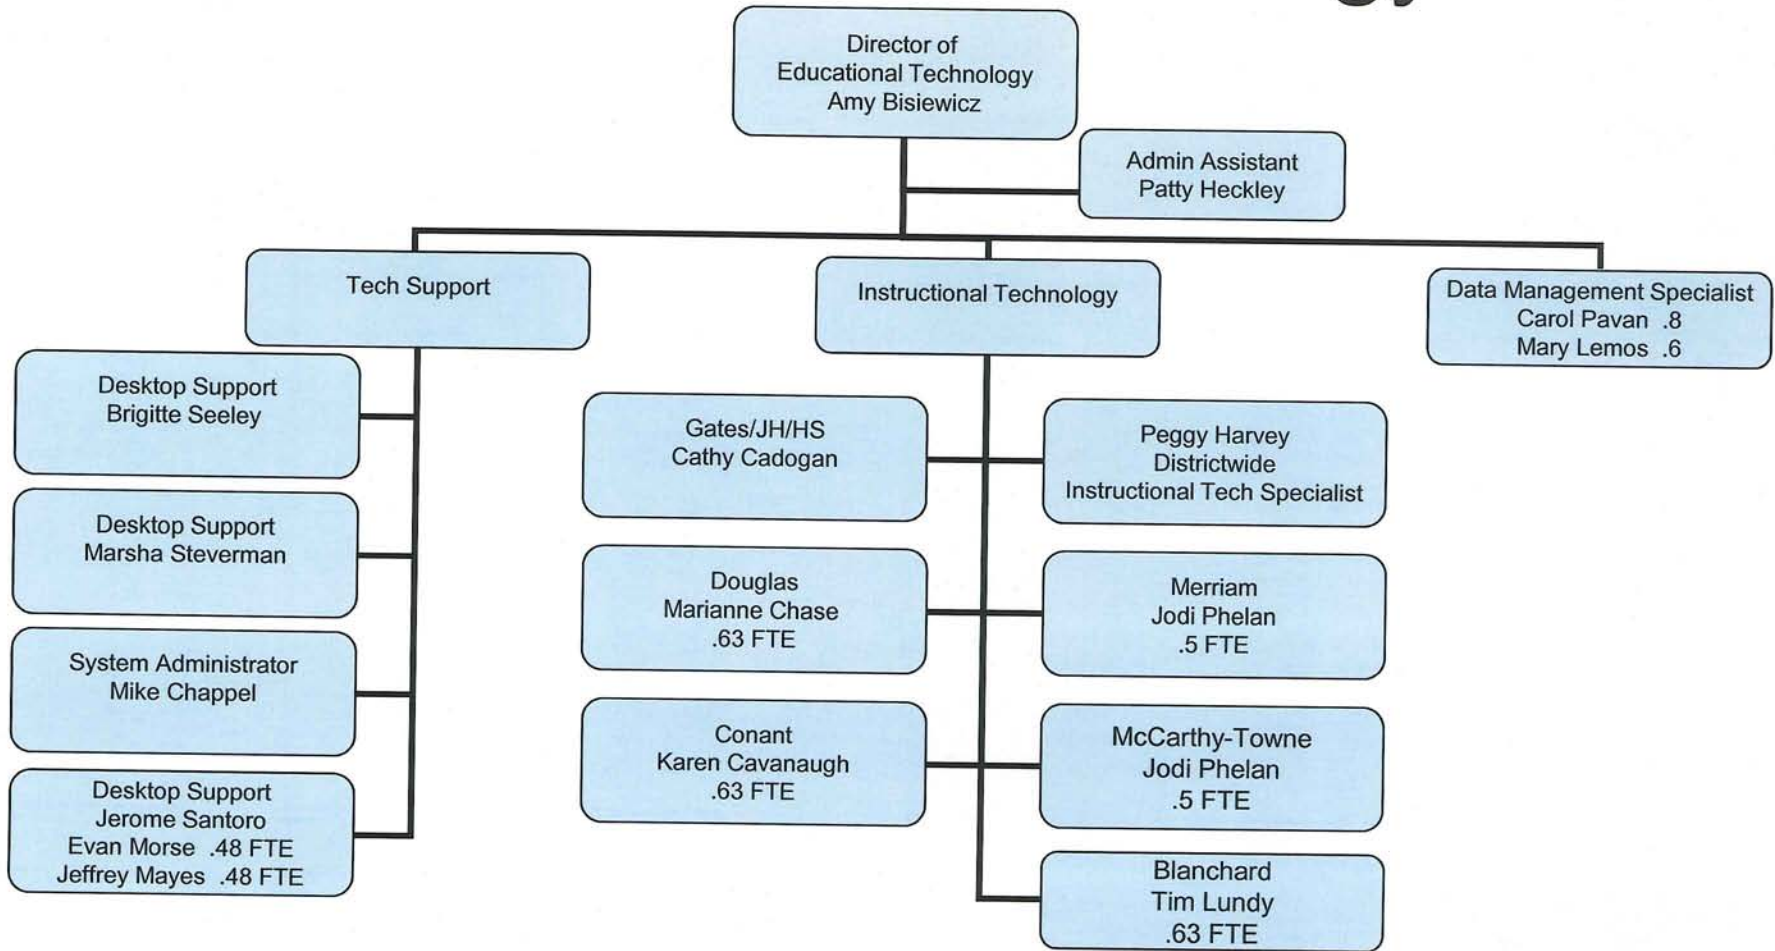 Director of
Educational Technology
Amy Bisiewicz
Admin Assistant
Patty Heckley
Tech Support
Instructional Technology
Data Management Specialist
Carol Pavan .8
Mary Lemos .6
Desktop Support
Brigitte Seeley
Desktop Support
Marsha Steverman
System Administrator
Mike Chappel
Desktop Support
Jerome Santoro
Evan Morse .48 FTE
Jeffrey Mayes .48 FTE
Gates/JH/HS
Cathy Cadogan
Peggy Harvey
Districtwide
Instructional Tech Specialist
Douglas
Marianne Chase
.63 FTE
Merriam
Jodi Phelan
.5 FTE
Conant
Karen Cavanaugh
.63 FTE
McCarthy-Towne
Jodi Phelan
.5 FTE
Blanchard
Tim Lundy
.63 FTE